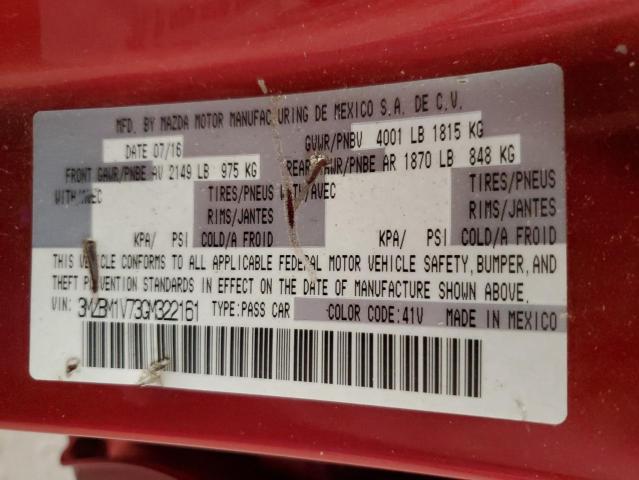 MFD. BY MAZDA MOTOR MANUFACTURING DE MEXICO S.A. DE C.V.
DATE 07/16 GVWR/PNBV 4001 LB 1815 KG
FRONT GAWR/PNBE AV 2149 LB 975 KG REAR GAWR/PNBE AR 1870 LB 848 KG
WITH/AVEC TIRES/PNEUS WITH/AVEC TIRES/PNEUS
RIMS/JANTES RIMS/JANTES
KPA/ PSI COLD/A FROID KPA/ PSI COLD/A FROID
THIS VEHICLE CONFORMS TO ALL APPLICABLE FEDERAL MOTOR VEHICLE SAFETY, BUMPER, AND
THEFT PREVENTION STANDARDS IN EFFECT ON THE DATE OF MANUFACTURE SHOWN ABOVE.
VIN: 3MZBM1V73GM322161 TYPE:PASS CAR COLOR CODE:41V MADE IN MEXICO